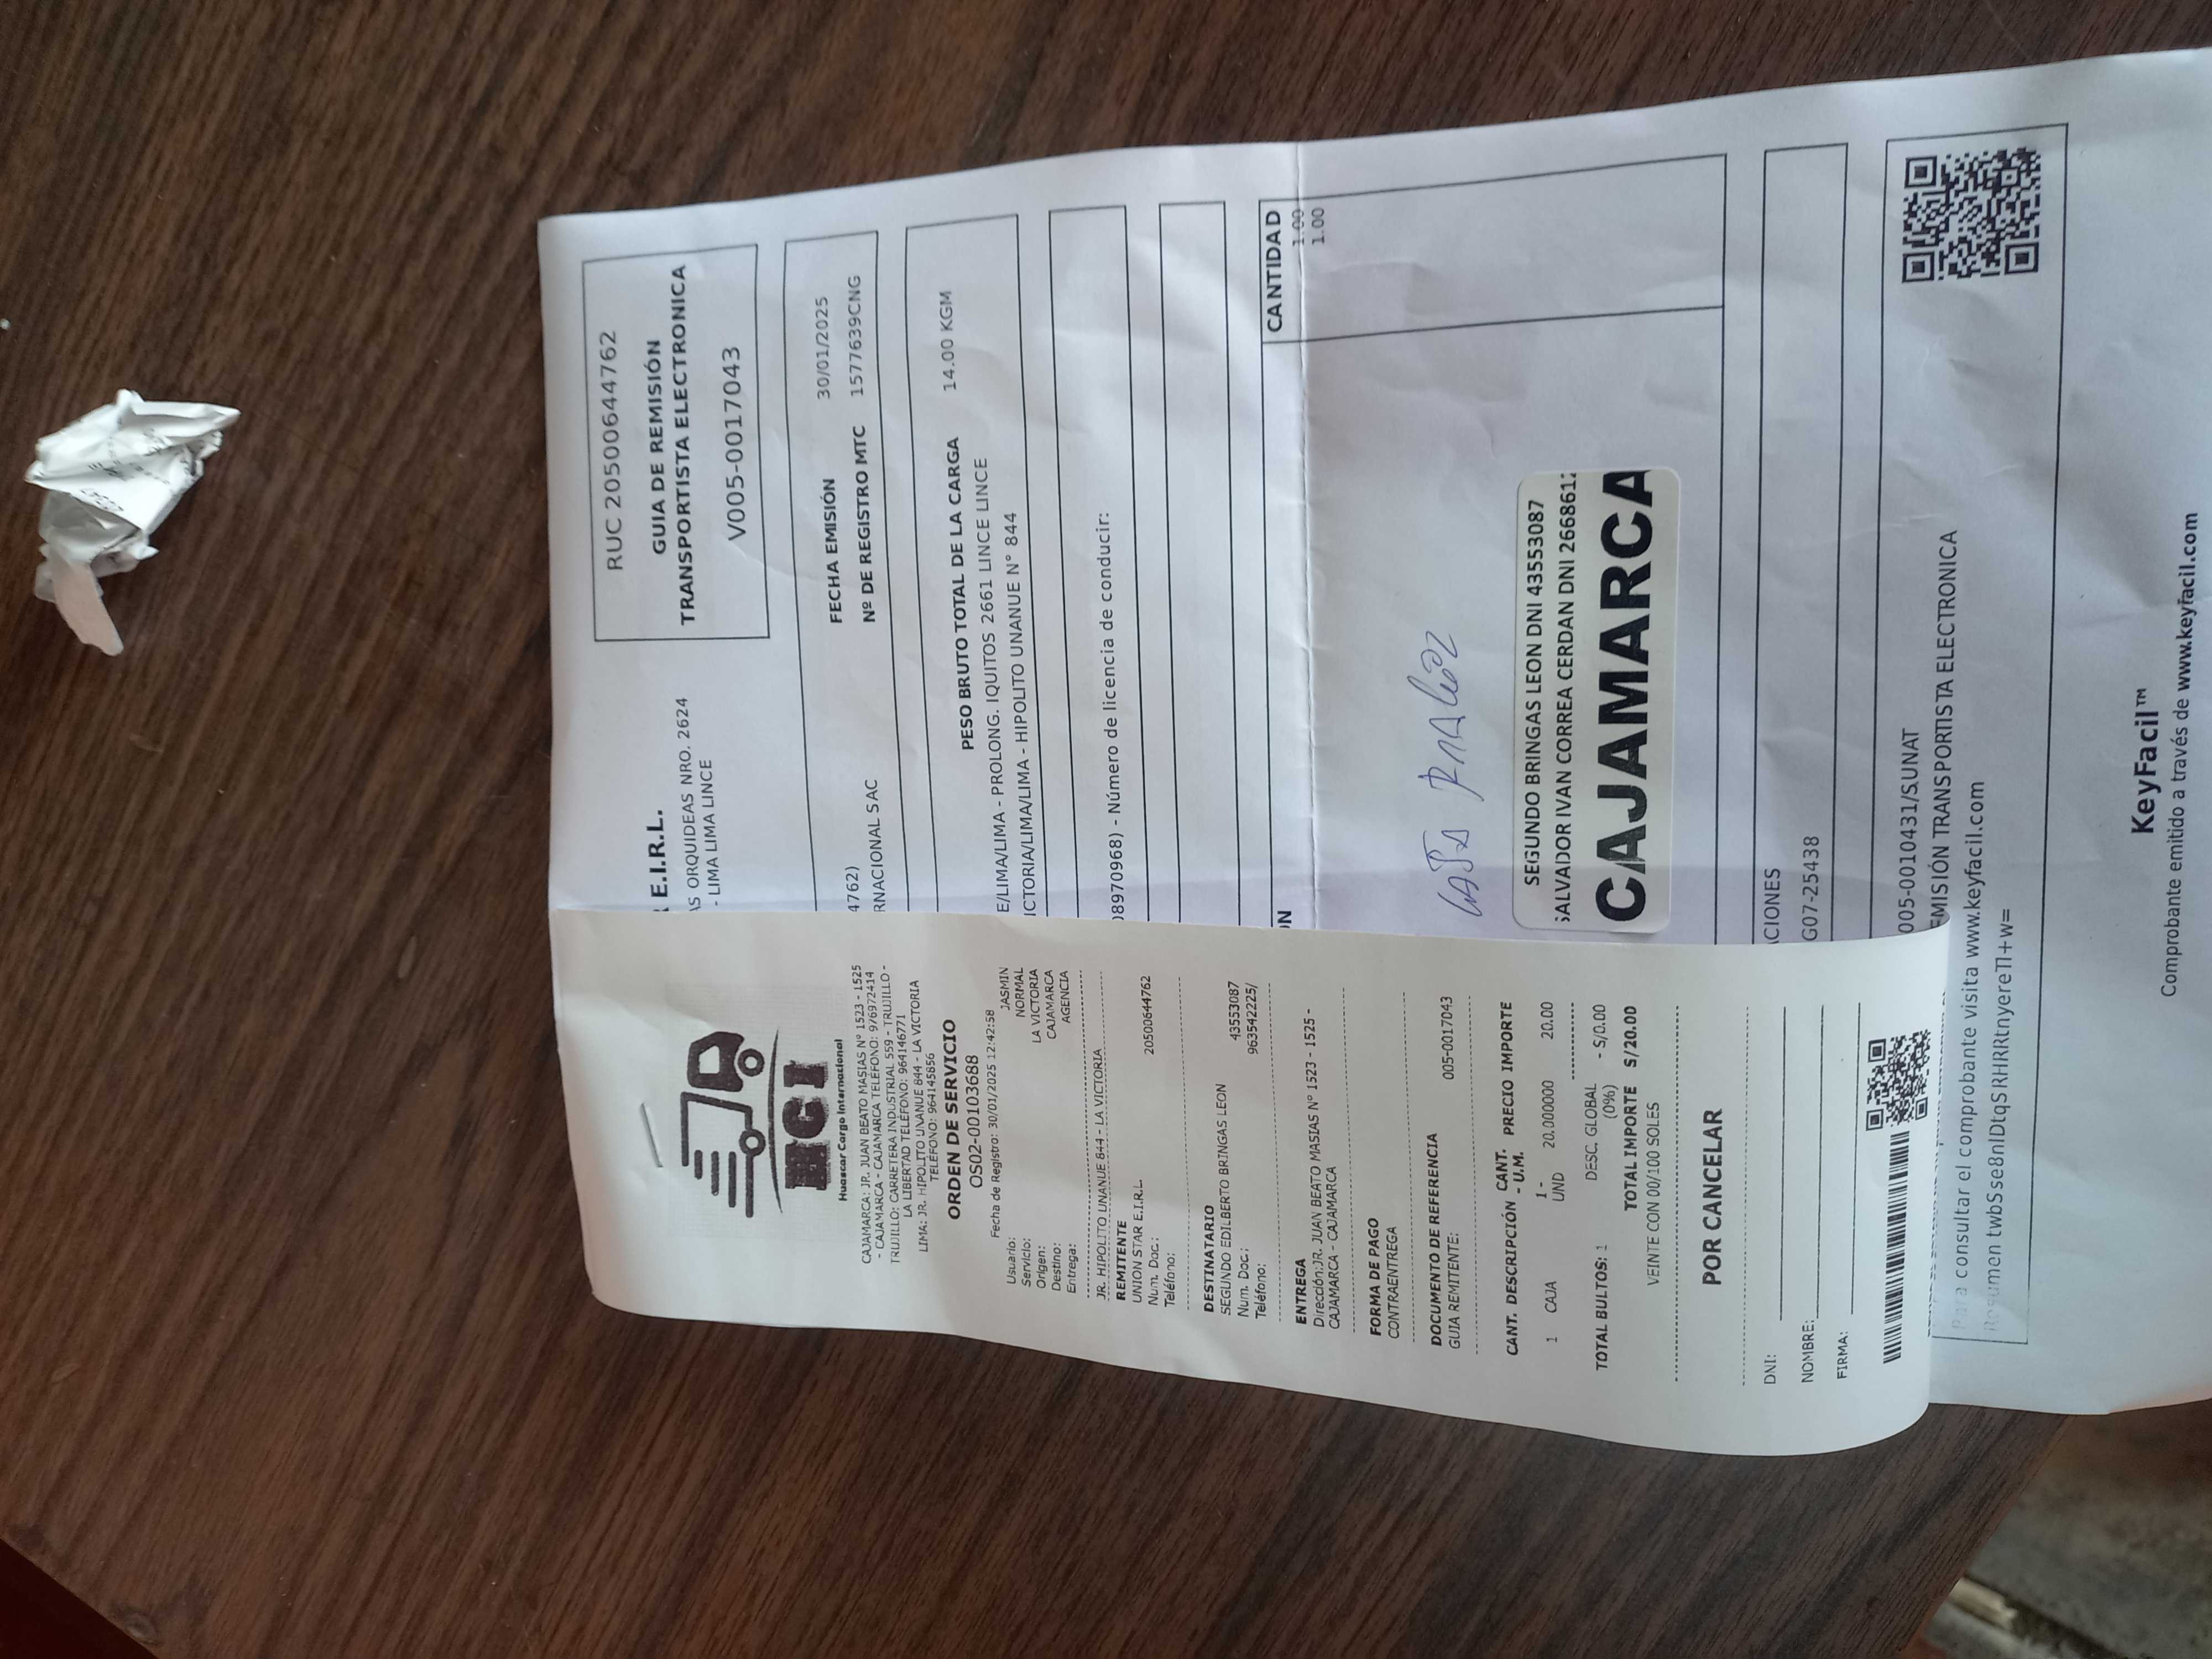 HCI
Huascar Cargo Internacional
CAJAMARCA: JR. JUAN BEATO MASIAS N° 1523 - 1525
- CAJAMARCA - CAJAMARCA TELÉFONO: 976972414
TRUJILLO: CARRETERA INDUSTRIAL 559 - TRUJILLO -
LA LIBERTAD TELÉFONO: 964146771
LIMA: JR. HIPOLITO UNANUE 844 - LA VICTORIA
TELÉFONO: 964145856
ORDEN DE SERVICIO
OS02-00103688
Fecha de Registro: 30/01/2025 12:42:58
Usuario: JASMIN
Servicio: NORMAL
Origen: LA VICTORIA
Destino: CAJAMARCA
Entrega: AGENCIA
JR. HIPOLITO UNANUE 844 - LA VICTORIA
REMITENTE
UNION STAR E.I.R.L.
Num. Doc.: 20500644762
Teléfono:
DESTINATARIO
SEGUNDO EDILBERTO BRINGAS LEON
Num. Doc.: 43553087
Teléfono: 963542225/
ENTREGA
Dirección:JR. JUAN BEATO MASIAS N° 1523 - 1525 -
CAJAMARCA - CAJAMARCA
FORMA DE PAGO
CONTRAENTREGA
DOCUMENTO DE REFERENCIA
GUIA REMITENTE: 0005-0017043
CANT. DESCRIPCIÓN CANT. - U.M. PRECIO IMPORTE
1 CAJA 1 - UND 20.000000 20.00
DESC. GLOBAL (0%) - S/0.00
TOTAL BULTOS: 1 TOTAL IMPORTE S/20.00
VEINTE CON 00/100 SOLES
POR CANCELAR
DNI:
NOMBRE:
FIRMA:
E.I.R.L.
AS ORQUIDEAS NRO. 2624
- LIMA LIMA LINCE
RUC 20500644762
GUIA DE REMISIÓN
TRANSPORTISTA ELECTRONICA
V005-0017043
4762)
RNACIONAL SAC
FECHA EMISIÓN 30/01/2025
Nº DE REGISTRO MTC 1577639CNG
PESO BRUTO TOTAL DE LA CARGA 14.00 KGM
E/LIMA/LIMA - PROLONG. IQUITOS 2661 LINCE LINCE
ICTORIA/LIMA/LIMA - HIPOLITO UNANUE N° 844
08970968) - Número de licencia de conducir:
ON CANTIDAD
1.00
1.00
SEGUNDO BRINGAS LEON DNI 43553087
SALVADOR IVAN CORREA CERDAN DNI 2668612
CAJAMARCA
ACIONES
G07-25438
005-0010431/SUNAT
EMISIÓN TRANSPORTISTA ELECTRONICA
Para consultar el comprobante visita www.keyfacil.com
Resumen twbSse8nlDtqS1RHRRtnyereTl+w=
KeyFacil™
Comprobante emitido a través de www.keyfacil.com